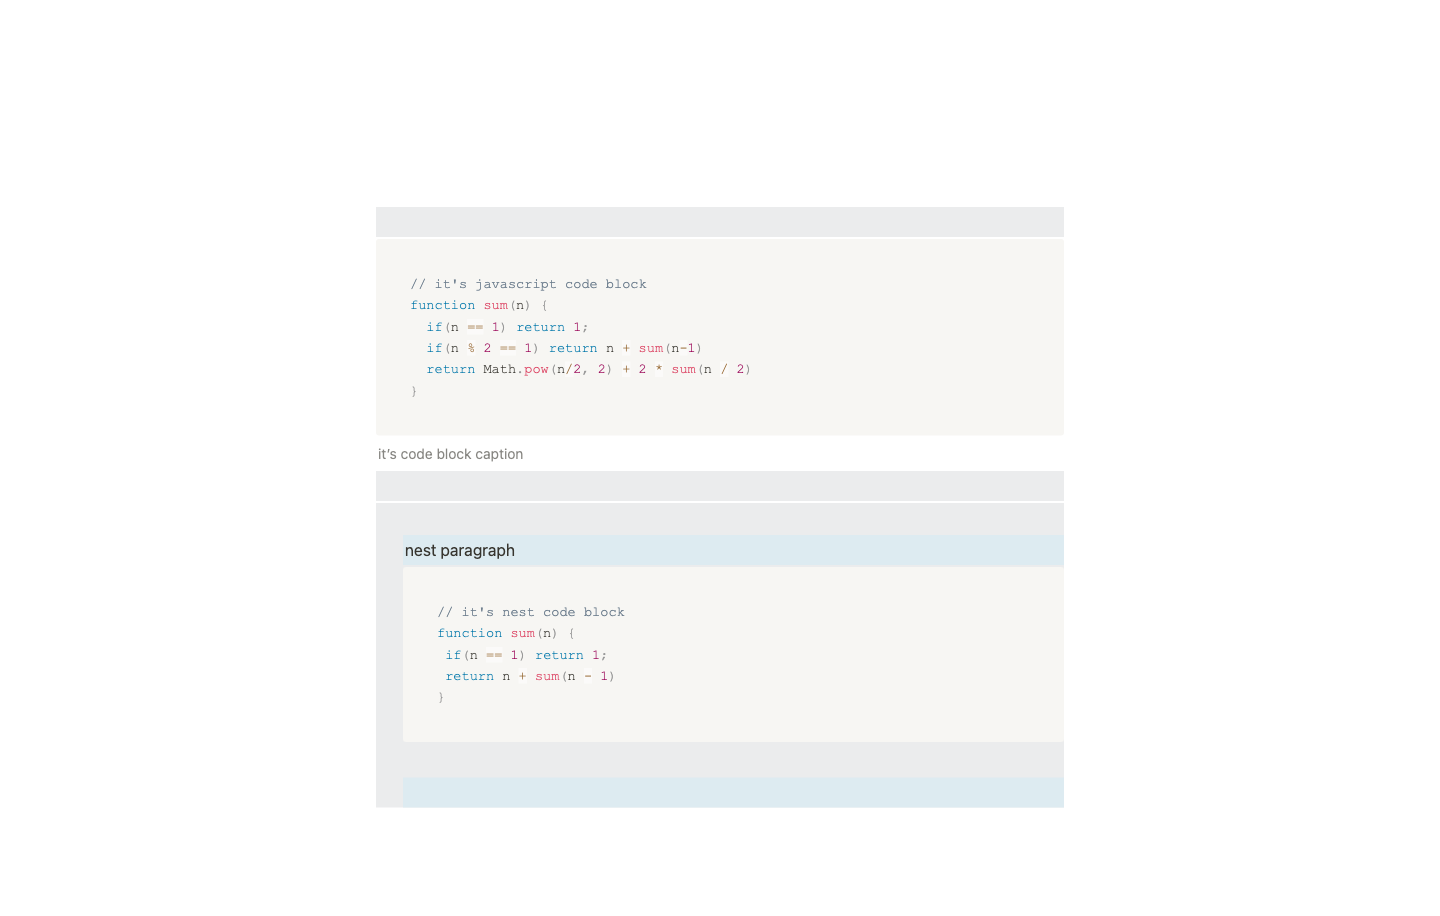 // it's javascript code block
function sum(n) {
  if(n == 1) return 1;
  if(n % 2 == 1) return n + sum(n-1)
  return Math.pow(n/2, 2) + 2 * sum(n / 2)
}
it's code block caption
nest paragraph
// it's nest code block
function sum(n) {
 if(n == 1) return 1;
 return n + sum(n - 1)
}